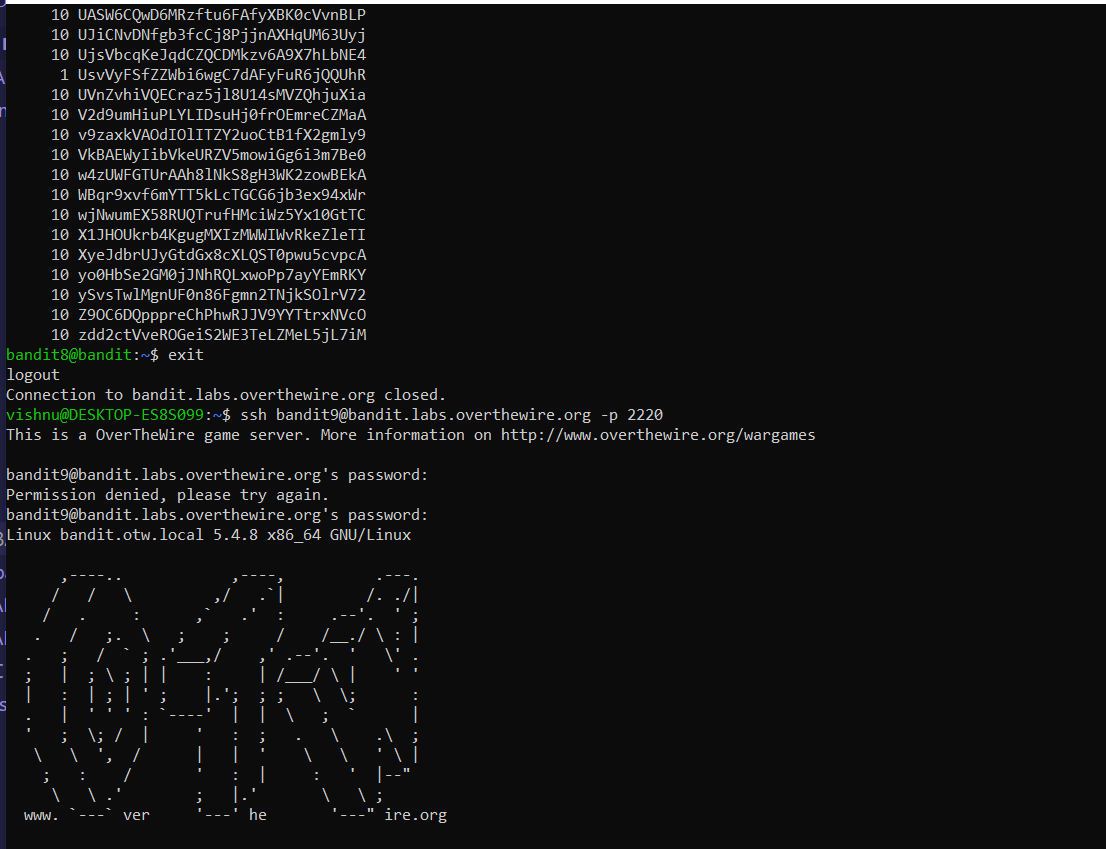 10 UASW6CQwD6MRzftu6FAfyXBK0cVvnBLP
10 UJiCNvDNfgb3fcCj8PjjnAXHqUM63Uyj
10 UjsVbcqKeJqdCZQCDMkzv6A9X7hLbNE4
1 UsvVyFSfZZWbi6wgC7dAFyFuR6jQQUhR
10 UVnZvhiVQECraz5jl8U14sMVZQhjuXia
10 V2d9umHiuPLYLIDsuHj0frOEmreCZMaA
10 v9zaxkVAOdIOlITZY2uoCtB1fX2gmly9
10 VkBAEWyIibVkeURZV5mowiGg6i3m7Be0
10 w4zUWFGTUrAAh8lNkS8gH3WK2zowBEkA
10 WBqr9xvf6mYTT5kLcTGCG6jb3ex94xWr
10 wjNwumEX58RUQTrufHMciWz5Yx10GtTC
10 X1JHOUkrb4KgugMXIzMWWIWvRkeZleTI
10 XyeJdbrUJyGtdGx8cXLQST0pwu5cvpcA
10 yo0HbSe2GM0jJNhRQLxwoPp7ayYEmRKY
10 ySvsTwlMgnUF0n86Fgmn2TNjkSOlrV72
10 Z9OC6DQpppreChPhwRJJV9YYTtrxNVcO
10 zdd2ctVveROGeiS2WE3TeLZMeL5jL7iM
bandit8@bandit:~$ exit
logout
Connection to bandit.labs.overthewire.org closed.
vishnu@DESKTOP-ES8S099:~$ ssh bandit9@bandit.labs.overthewire.org -p 2220
This is a OverTheWire game server. More information on http://www.overthewire.org/wargames
bandit9@bandit.labs.overthewire.org's password:
Permission denied, please try again.
bandit9@bandit.labs.overthewire.org's password:
Linux bandit.otw.local 5.4.8 x86_64 GNU/Linux
www. `---` ver '---' he '---" ire.org